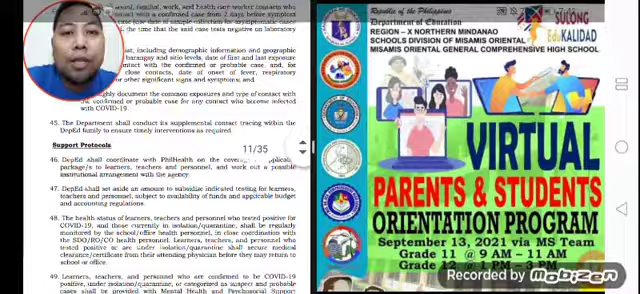 social, work, and health care worker contacts who
contact with a confirmed case from 2 days before symptom
the time that the said case tests negative on laboratory
including demographic information and geographic
barangay and sitio levels, date of first and last exposure
contact with the confirmed or probable case, and, for
close contacts, date of onset of fever, respiratory
or other significant signs and symptoms; and
document the common exposures and type of contact with
confirmed or probable case for any contact who become infected
with COVID-19.
45. The Department shall conduct its supplemental contact tracing within the
DepEd family to ensure timely interventions as required.
11/35
Support Protocols
46. DepEd shall coordinate with PhilHealth on the coverage
package/s to learners, teachers and personnel, and work out a possible
institutional arrangement with the agency.
47. DepEd shall set aside an amount to subsidize indicated testing for learners,
teachers and personnel, subject to availability of funds and applicable budget
and accounting regulations.
48. The health status of learners, teachers and personnel who tested positive for
COVID-19, and those currently in isolation/quarantine, shall be regularly
monitored by the school/office health personnel, in close coordination with
the SDO/RO/CO health personnel. Learners, teachers, and personnel who
tested positive or are under isolation/quarantine shall secure medical
clearance/certificate from their attending physician before they may return to
school or office.
49. Learners, teachers, and personnel who are confirmed to be COVID-19
positive, under isolation/quarantine, or categorized as suspect and probable
cases shall be provided with Mental Health and Psychosocial Support
Republic of the Philippines
Department of Education
REGION – X NORTHERN MINDANAO
SCHOOLS DIVISION OF MISAMIS ORIENTAL
MISAMIS ORIENTAL GENERAL COMPREHENSIVE HIGH SCHOOL
SULONG
EduKALIDAD
VIRTUAL
PARENTS & STUDENTS
ORIENTATION PROGRAM
September 13, 2021 via MS Team
Grade 11 @ 9 AM – 11 AM
Grade 12 @ 1 PM – 3 PM
Recorded by mobizen